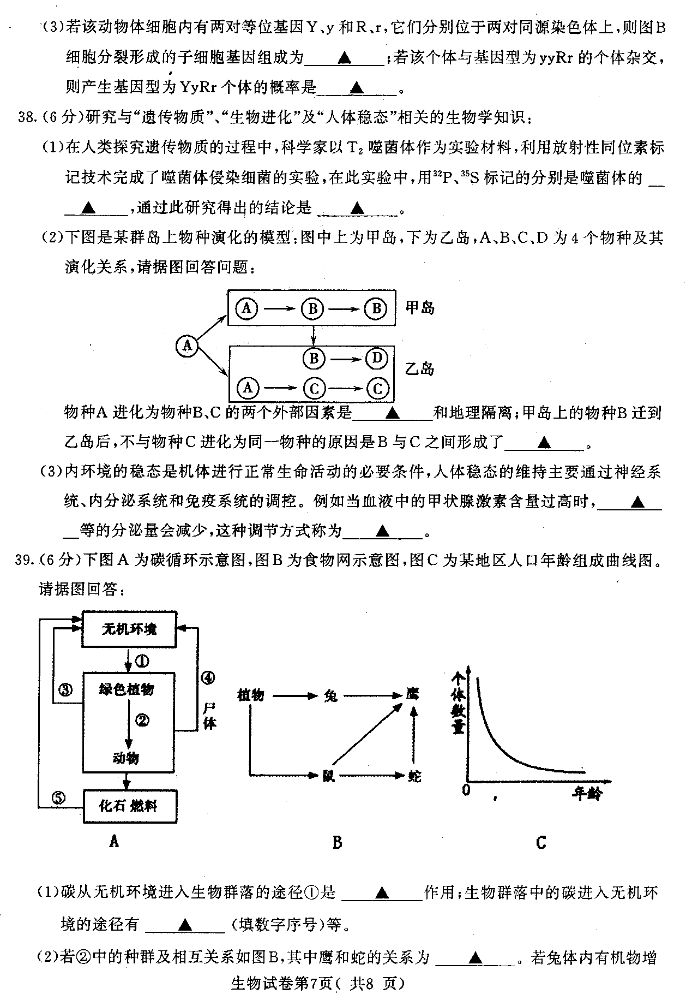 (3)若该动物体细胞内有两对等位基因Y、y和R、r,它们分别位于两对同源染色体上,则图B
细胞分裂形成的子细胞基因组成为____▲____;若该个体与基因型为yyRr的个体杂交,
则产生基因型为YyRr个体的概率是____▲____。
38.(6分)研究与“遗传物质”、“生物进化”及“人体稳态”相关的生物学知识:
(1)在人类探究遗传物质的过程中,科学家以T₂噬菌体作为实验材料,利用放射性同位素标
记技术完成了噬菌体侵染细菌的实验,在此实验中,用³²P、³⁵S标记的分别是噬菌体的__
__▲____,通过此研究得出的结论是____▲____。
(2)下图是某群岛上物种演化的模型:图中上为甲岛,下为乙岛,A、B、C、D为4个物种及其
演化关系,请据图回答问题:
A B B 甲岛
A
B D
乙岛
A C C
物种A进化为物种B、C的两个外部因素是____▲____和地理隔离;甲岛上的物种B迁到
乙岛后,不与物种C进化为同一物种的原因是B与C之间形成了____▲____。
(3)内环境的稳态是机体进行正常生命活动的必要条件,人体稳态的维持主要通过神经系
统、内分泌系统和免疫系统的调控。例如当血液中的甲状腺激素含量过高时,____▲__
__等的分泌量会减少,这种调节方式称为____▲____。
39.(6分)下图A为碳循环示意图,图B为食物网示意图,图C为某地区人口年龄组成曲线图。
请据图回答:
无机环境
①
③
绿色植物
②
动物
④
尸体
⑤
化石燃料
A
植物 兔 鹰
鼠 蛇
B
个体数量
0
年龄
C
(1)碳从无机环境进入生物群落的途径①是____▲____作用;生物群落中的碳进入无机环
境的途径有____▲____(填数字序号)等。
(2)若②中的种群及相互关系如图B,其中鹰和蛇的关系为____▲____。若兔体内有机物增
生物试卷第7页( 共8 页)